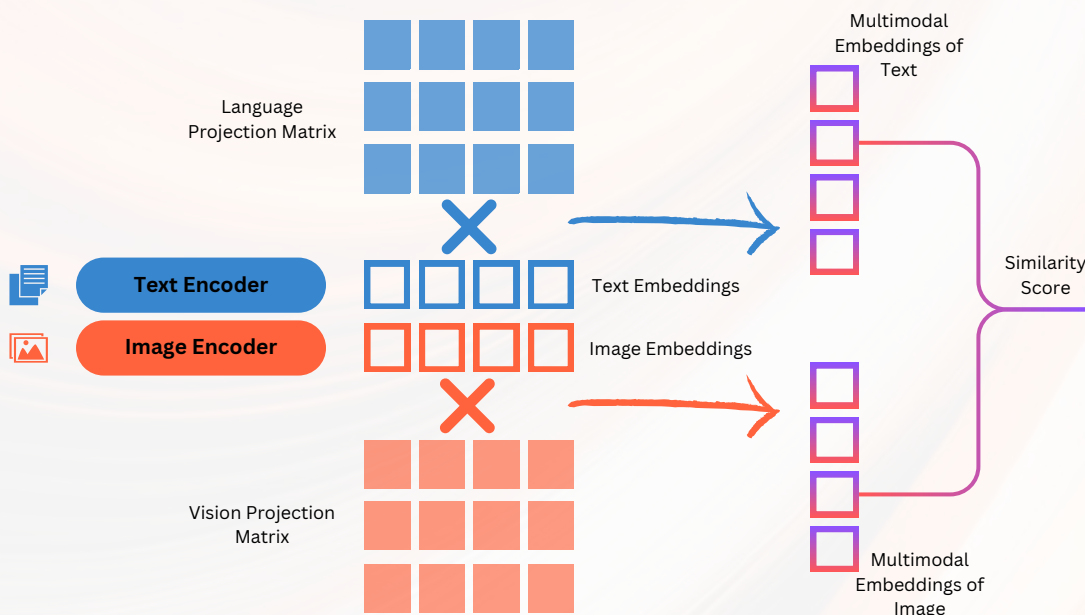 Multimodal
Embeddings of
Text
Language
Projection Matrix
Text Encoder
Text Embeddings
Similarity
Score
Image Encoder
Image Embeddings
Vision Projection
Matrix
Multimodal
Embeddings of
Image